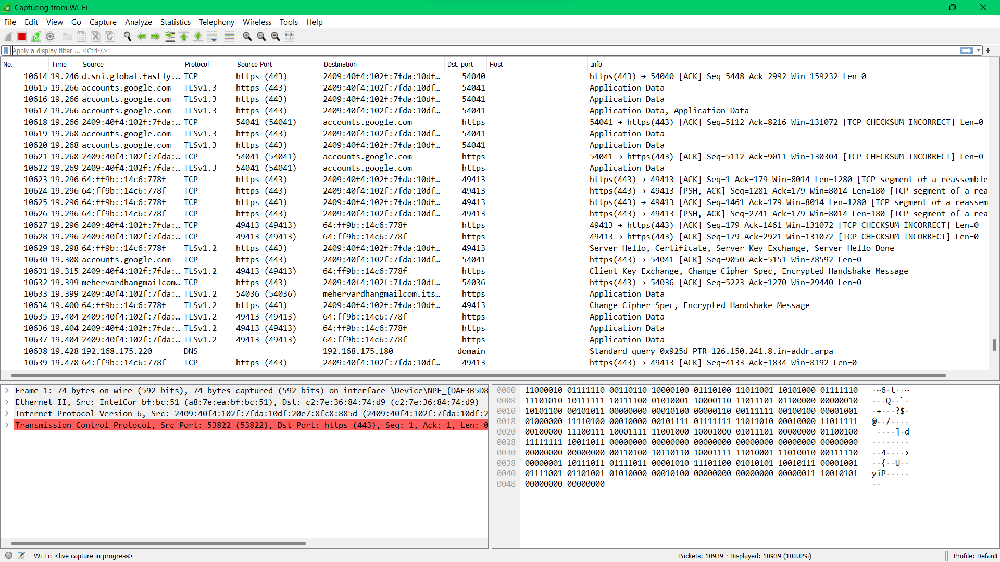 Capturing from Wi-Fi
File Edit View Go Capture Analyze Statistics Telephony Wireless Tools Help
Apply a display filter ... <Ctrl-/>
No. Time Source Protocol Source Port Destination Dst. port Host Info
10614 19.246 d.sni.global.fastly.… TCP https (443) 2409:40f4:102f:7fda:10df… 54040 https(443) → 54040 [ACK] Seq=5448 Ack=2992 Win=159232 Len=0
10615 19.266 accounts.google.com TLSv1.3 https (443) 2409:40f4:102f:7fda:10df… 54041 Application Data
10616 19.266 accounts.google.com TLSv1.3 https (443) 2409:40f4:102f:7fda:10df… 54041 Application Data
10617 19.266 accounts.google.com TLSv1.3 https (443) 2409:40f4:102f:7fda:10df… 54041 Application Data, Application Data
10618 19.266 2409:40f4:102f:7fda:… TCP 54041 (54041) accounts.google.com https 54041 → https(443) [ACK] Seq=5112 Ack=8216 Win=131072 [TCP CHECKSUM INCORRECT] Len=0
10619 19.268 accounts.google.com TLSv1.3 https (443) 2409:40f4:102f:7fda:10df… 54041 Application Data
10620 19.268 accounts.google.com TLSv1.3 https (443) 2409:40f4:102f:7fda:10df… 54041 Application Data
10621 19.268 2409:40f4:102f:7fda:… TCP 54041 (54041) accounts.google.com https 54041 → https(443) [ACK] Seq=5112 Ack=9011 Win=130304 [TCP CHECKSUM INCORRECT] Len=0
10622 19.269 2409:40f4:102f:7fda:… TLSv1.3 54041 (54041) accounts.google.com https Application Data
10623 19.296 64:ff9b::14c6:778f TCP https (443) 2409:40f4:102f:7fda:10df… 49413 https(443) → 49413 [ACK] Seq=1 Ack=179 Win=8014 Len=1280 [TCP segment of a reassemble
10624 19.296 64:ff9b::14c6:778f TCP https (443) 2409:40f4:102f:7fda:10df… 49413 https(443) → 49413 [PSH, ACK] Seq=1281 Ack=179 Win=8014 Len=180 [TCP segment of a rea
10625 19.296 64:ff9b::14c6:778f TCP https (443) 2409:40f4:102f:7fda:10df… 49413 https(443) → 49413 [ACK] Seq=1461 Ack=179 Win=8014 Len=1280 [TCP segment of a reassem
10626 19.296 64:ff9b::14c6:778f TCP https (443) 2409:40f4:102f:7fda:10df… 49413 https(443) → 49413 [PSH, ACK] Seq=2741 Ack=179 Win=8014 Len=180 [TCP segment of a rea
10627 19.296 2409:40f4:102f:7fda:… TCP 49413 (49413) 64:ff9b::14c6:778f https 49413 → https(443) [ACK] Seq=179 Ack=1461 Win=131072 [TCP CHECKSUM INCORRECT] Len=0
10628 19.296 2409:40f4:102f:7fda:… TCP 49413 (49413) 64:ff9b::14c6:778f https 49413 → https(443) [ACK] Seq=179 Ack=2921 Win=131072 [TCP CHECKSUM INCORRECT] Len=0
10629 19.298 64:ff9b::14c6:778f TLSv1.2 https (443) 2409:40f4:102f:7fda:10df… 49413 Server Hello, Certificate, Server Key Exchange, Server Hello Done
10630 19.308 accounts.google.com TCP https (443) 2409:40f4:102f:7fda:10df… 54041 https(443) → 54041 [ACK] Seq=9050 Ack=5151 Win=78592 Len=0
10631 19.315 2409:40f4:102f:7fda:… TLSv1.2 49413 (49413) 64:ff9b::14c6:778f https Client Key Exchange, Change Cipher Spec, Encrypted Handshake Message
10632 19.399 mehervardhangmailcom… TCP https (443) 2409:40f4:102f:7fda:10df… 54036 https(443) → 54036 [ACK] Seq=5223 Ack=1270 Win=29440 Len=0
10633 19.399 2409:40f4:102f:7fda:… TLSv1.2 54036 (54036) mehervardhangmailcom.its… https Application Data
10634 19.400 64:ff9b::14c6:778f TLSv1.2 https (443) 2409:40f4:102f:7fda:10df… 49413 Change Cipher Spec, Encrypted Handshake Message
10635 19.404 2409:40f4:102f:7fda:… TLSv1.2 49413 (49413) 64:ff9b::14c6:778f https Application Data
10636 19.404 2409:40f4:102f:7fda:… TLSv1.2 49413 (49413) 64:ff9b::14c6:778f https Application Data
10637 19.404 2409:40f4:102f:7fda:… TLSv1.2 49413 (49413) 64:ff9b::14c6:778f https Application Data
10638 19.428 192.168.175.220 DNS 192.168.175.180 domain Standard query 0x925d PTR 126.150.241.8.in-addr.arpa
10639 19.478 64:ff9b::14c6:778f TCP https (443) 2409:40f4:102f:7fda:10df… 49413 https(443) → 49413 [ACK] Seq=4133 Ack=1834 Win=8192 Len=0
Frame 1: 74 bytes on wire (592 bits), 74 bytes captured (592 bits) on interface \Device\NPF_{DAE3B5D8
Ethernet II, Src: IntelCor_bf:bc:51 (a8:7e:ea:bf:bc:51), Dst: c2:7e:36:84:74:d9 (c2:7e:36:84:74:d9)
Internet Protocol Version 6, Src: 2409:40f4:102f:7fda:10df:20e7:8fc8:885d (2409:40f4:102f:7fda:10df:2
Transmission Control Protocol, Src Port: 53822 (53822), Dst Port: https (443), Seq: 1, Ack: 1, Len: 0
0000 11000010 01111110 00110110 10000100 01110100 11011001 10101000 01111110 ·~6·t··~
0008 11101010 10111111 10111100 01010001 10000110 11011101 01100000 00000010 ···Q··`·
0010 10101100 00101011 00000000 00010100 00000110 00111111 00100100 00001001 ·+···?$·
0018 01000000 11110100 00010000 00101111 01111111 11011010 00010000 11011111 @··/····
0020 00100000 11100111 10001111 11001000 10001000 01011101 00000000 01100100 ····]·d
0028 11111111 10011011 00000000 00000000 00000000 00000000 00000000 00000000 ········
0030 00000000 00000000 00110100 10110110 10001111 11010001 11010010 00111110 ··4····>
0038 00000001 10111011 01111011 00001010 11101100 01010101 10010111 00001001 ··{··U··
0040 01111001 01101001 01010000 00010100 00000000 00000000 00000011 10010101 yiP·····
0048 00000000 00000000 ··
Wi-Fi: <live capture in progress> Packets: 10939 · Displayed: 10939 (100.0%) Profile: Default